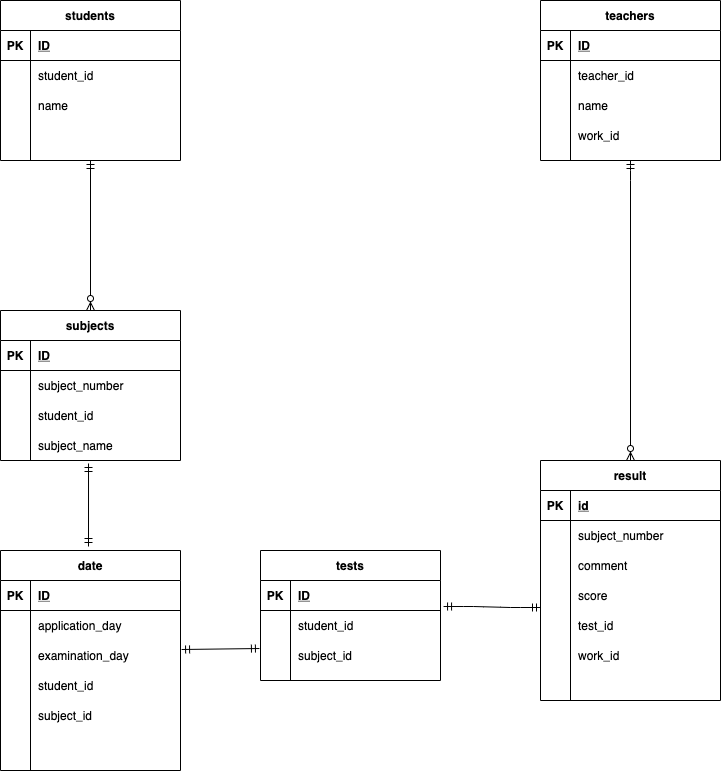 students
PK ID
student_id
name
teachers
PK ID
teacher_id
name
work_id
subjects
PK ID
subject_number
student_id
subject_name
date
PK ID
application_day
examination_day
student_id
subject_id
tests
PK ID
student_id
subject_id
result
PK id
subject_number
comment
score
test_id
work_id